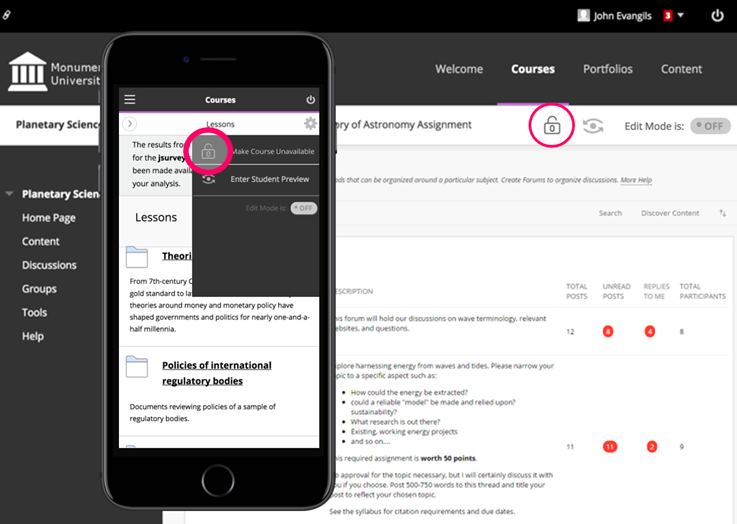 John Evangils 3
Monume
Universit
Welcome Courses Portfolios Content
Planetary Science
ory of Astronomy Assignment
Edit Mode is: OFF
Planetary Scien
Home Page
Content
Discussions
Groups
Tools
Help
Courses
Lessons
The results from
for the jsurvey
been made availa
your analysis.
Make Course Unavailable
Enter Student Preview
Edit Mode is: OFF
Lessons
Theori
From 7th-century C
gold standard to la
theories around money and monetary policy have
shaped governments and politics for nearly one-and-a-
half millennia.
Policies of international
regulatory bodies
Documents reviewing policies of a sample of
regulatory bodies.
ds that can be organized around a particular subject. Create Forums to organize discussions. More Help
Search Discover Content
ESCRIPTION
TOTAL POSTS
UNREAD POSTS
REPLIES TO ME
TOTAL PARTICIPANTS
his forum will hold our discussions on wave terminology, relevant
ebsites, and questions.
12 8 4 8
xplore harnessing energy from waves and tides. Please narrow your
opic to a specific aspect such as:
• How could the energy be extracted?
• could a reliable "model" be made and relied upon?
sustainability?
• What research is out there?
• Existing, working energy projects
• and so on....
11 11 2 9
his required assignment is worth 50 points.
o approval for the topic necessary, but I will certainly discuss it with
ou if you choose. Post 500-750 words to this thread and title your
ost to reflect your chosen topic.
See the syllabus for citation requirements and due dates.